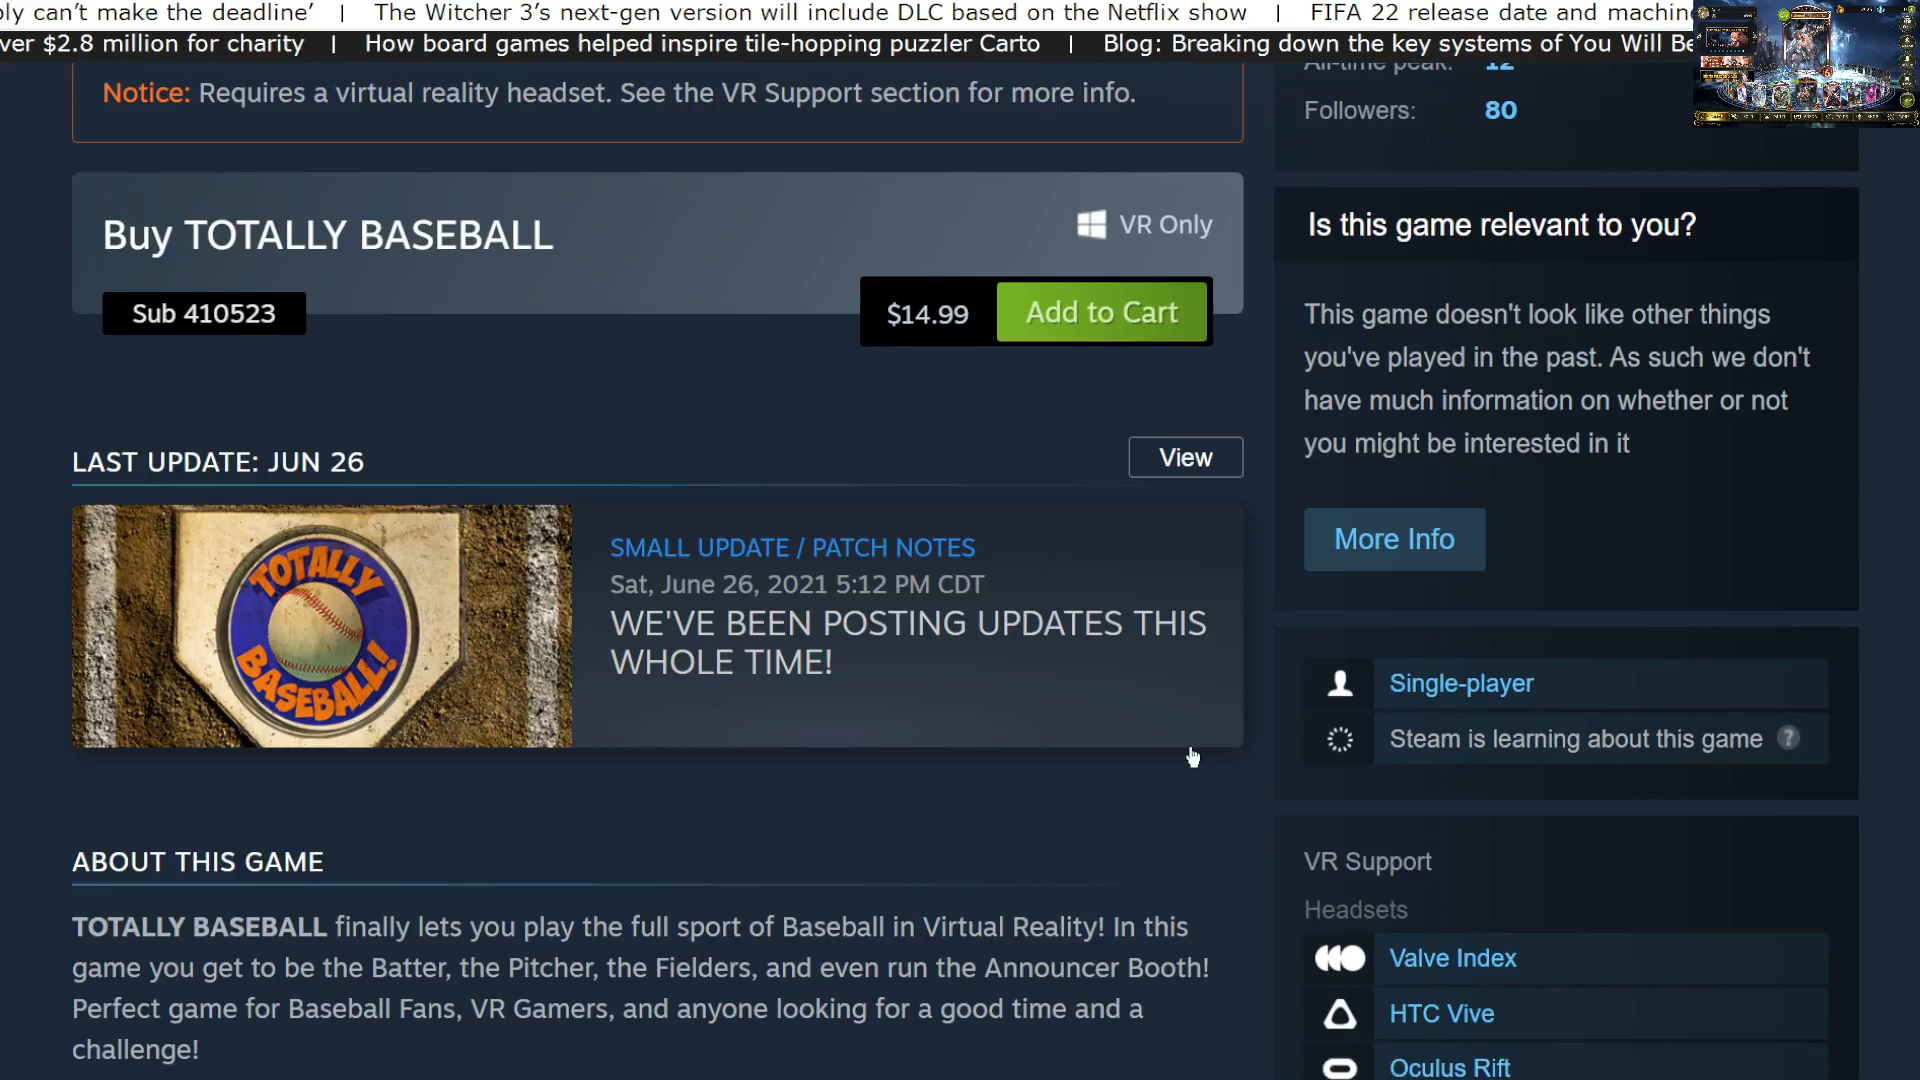 oly can’t make the deadline’ | The Witcher 3’s next-gen version will include DLC based on the Netflix show | FIFA 22 release date and machin
ver $2.8 million for charity | How board games helped inspire tile-hopping puzzler Carto | Blog: Breaking down the key systems of You Will Be
Notice: Requires a virtual reality headset. See the VR Support section for more info.
All-time peak: 12
Followers: 80
Buy TOTALLY BASEBALL
VR Only
Sub 410523
$14.99
Add to Cart
Is this game relevant to you?
This game doesn't look like other things
you've played in the past. As such we don't
have much information on whether or not
you might be interested in it
More Info
LAST UPDATE: JUN 26
View
TOTALLY
BASEBALL!
SMALL UPDATE / PATCH NOTES
Sat, June 26, 2021 5:12 PM CDT
WE'VE BEEN POSTING UPDATES THIS
WHOLE TIME!
Single-player
Steam is learning about this game ?
ABOUT THIS GAME
TOTALLY BASEBALL finally lets you play the full sport of Baseball in Virtual Reality! In this
game you get to be the Batter, the Pitcher, the Fielders, and even run the Announcer Booth!
Perfect game for Baseball Fans, VR Gamers, and anyone looking for a good time and a
challenge!
VR Support
Headsets
Valve Index
HTC Vive
Oculus Rift